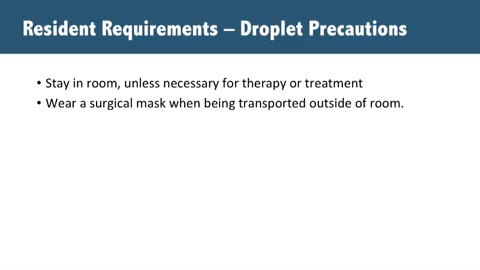 Resident Requirements – Droplet Precautions
• Stay in room, unless necessary for therapy or treatment
• Wear a surgical mask when being transported outside of room.